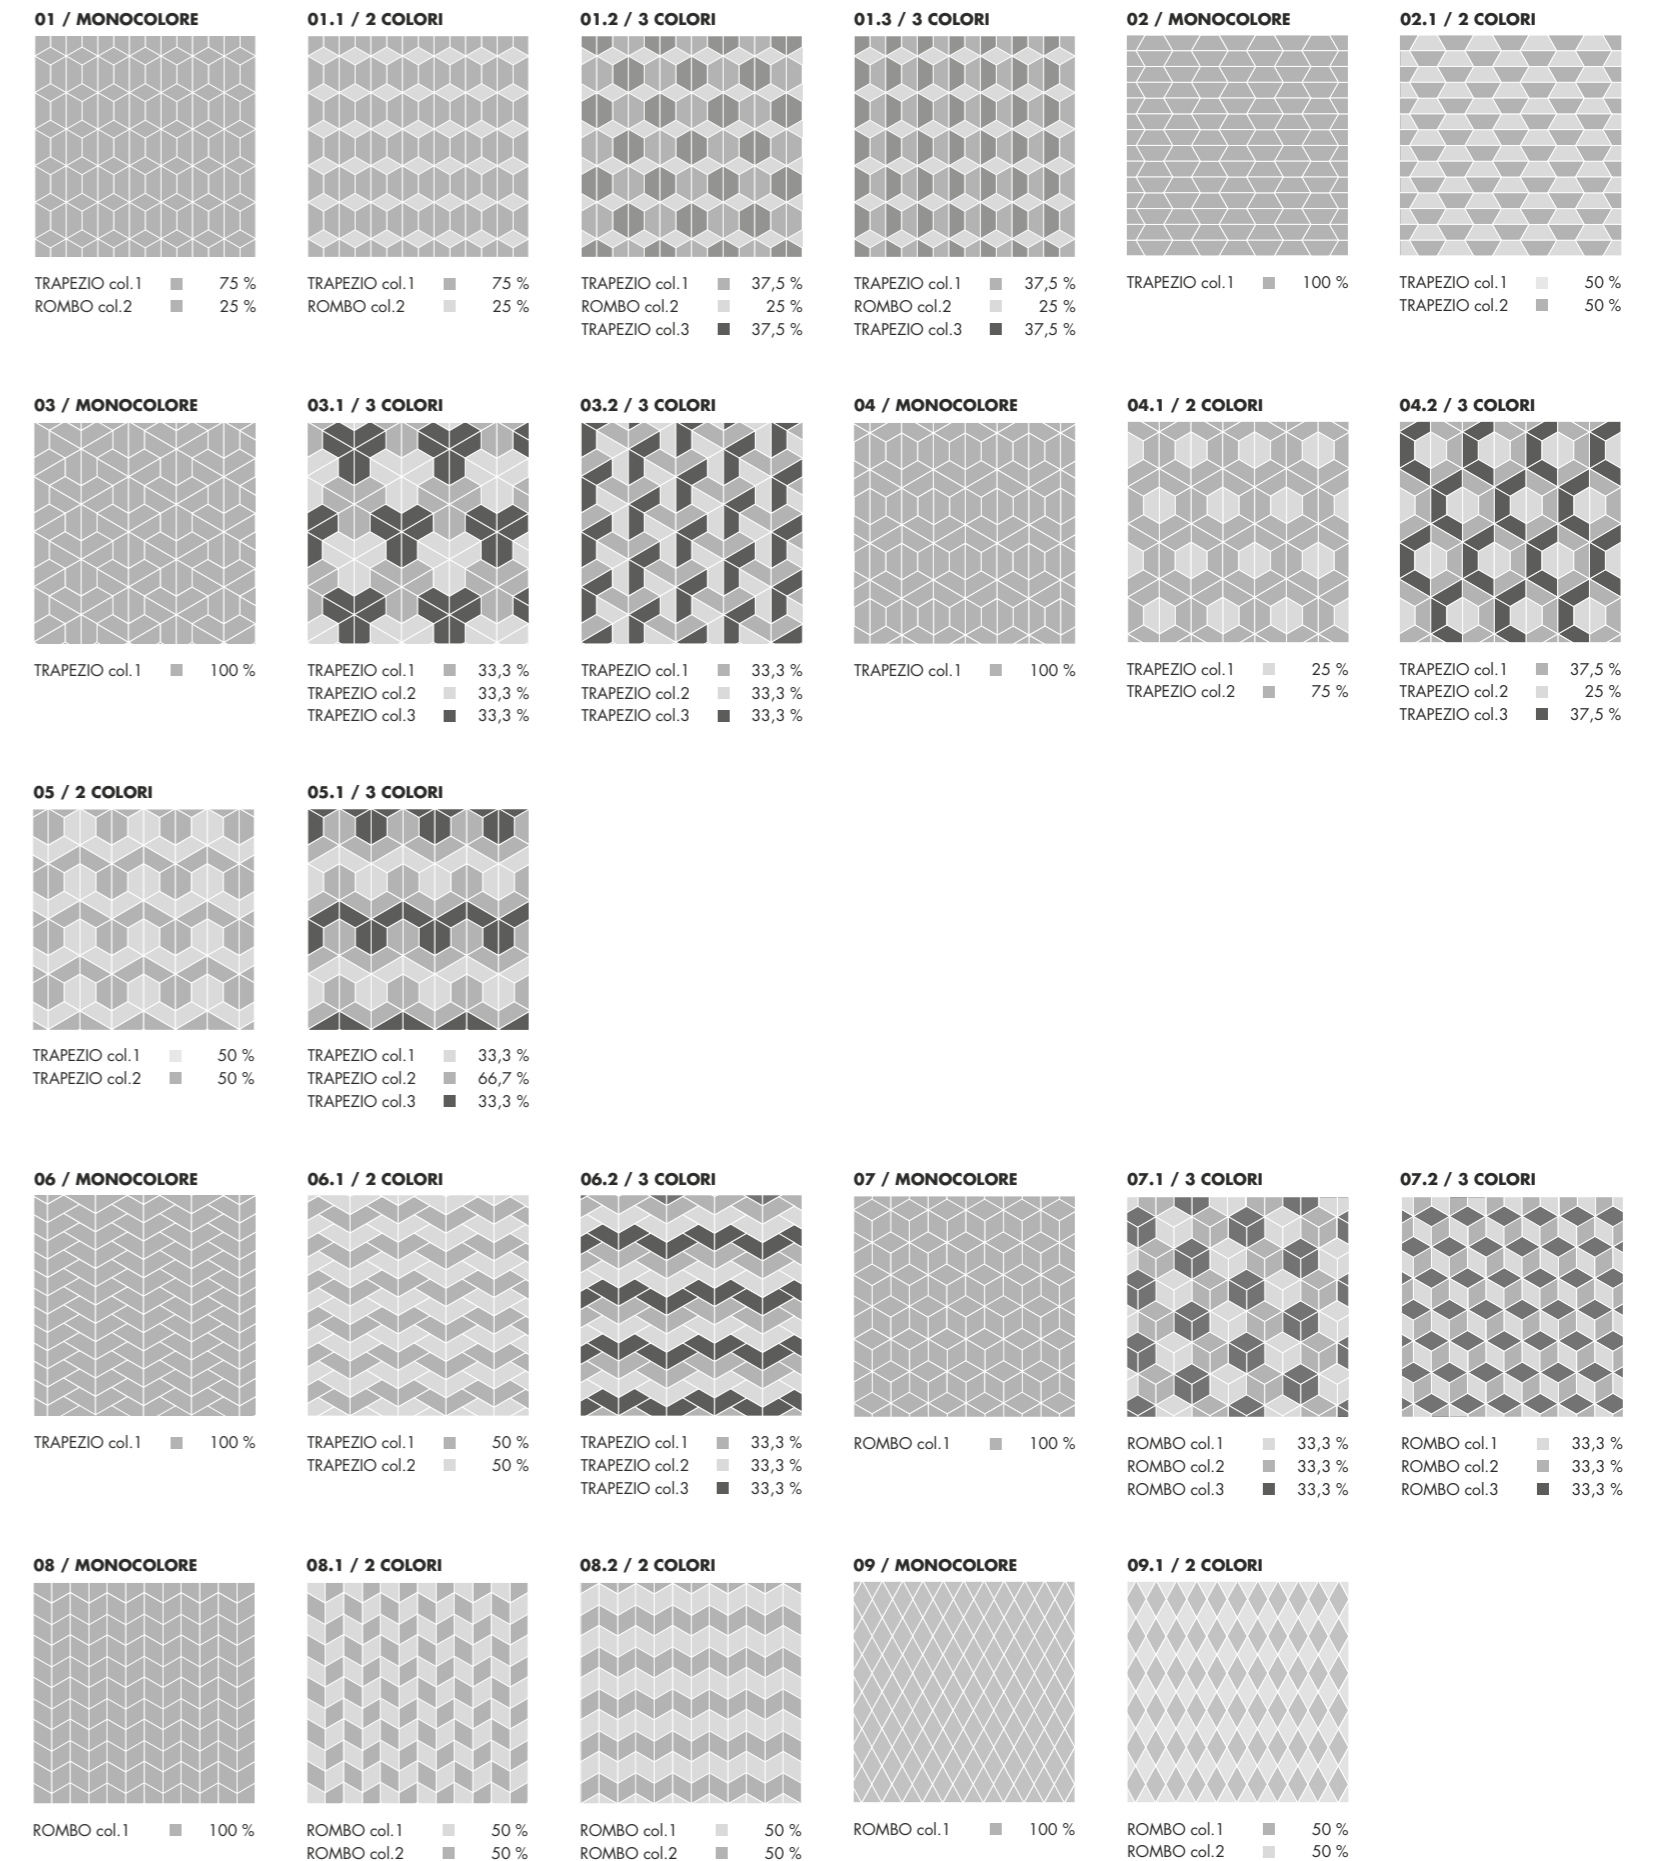 01 / MONOCOLORE
TRAPEZIO col.1 75 %
ROMBO col.2 25 %
01.1 / 2 COLORI
TRAPEZIO col.1 75 %
ROMBO col.2 25 %
01.2 / 3 COLORI
TRAPEZIO col.1 37,5 %
ROMBO col.2 25 %
TRAPEZIO col.3 37,5 %
01.3 / 3 COLORI
TRAPEZIO col.1 37,5 %
ROMBO col.2 25 %
TRAPEZIO col.3 37,5 %
02 / MONOCOLORE
TRAPEZIO col.1 100 %
02.1 / 2 COLORI
TRAPEZIO col.1 50 %
TRAPEZIO col.2 50 %
03 / MONOCOLORE
TRAPEZIO col.1 100 %
03.1 / 3 COLORI
TRAPEZIO col.1 33,3 %
TRAPEZIO col.2 33,3 %
TRAPEZIO col.3 33,3 %
03.2 / 3 COLORI
TRAPEZIO col.1 33,3 %
TRAPEZIO col.2 33,3 %
TRAPEZIO col.3 33,3 %
04 / MONOCOLORE
TRAPEZIO col.1 100 %
04.1 / 2 COLORI
TRAPEZIO col.1 25 %
TRAPEZIO col.2 75 %
04.2 / 3 COLORI
TRAPEZIO col.1 37,5 %
TRAPEZIO col.2 25 %
TRAPEZIO col.3 37,5 %
05 / 2 COLORI
TRAPEZIO col.1 50 %
TRAPEZIO col.2 50 %
05.1 / 3 COLORI
TRAPEZIO col.1 33,3 %
TRAPEZIO col.2 66,7 %
TRAPEZIO col.3 33,3 %
06 / MONOCOLORE
TRAPEZIO col.1 100 %
06.1 / 2 COLORI
TRAPEZIO col.1 50 %
TRAPEZIO col.2 50 %
06.2 / 3 COLORI
TRAPEZIO col.1 33,3 %
TRAPEZIO col.2 33,3 %
TRAPEZIO col.3 33,3 %
07 / MONOCOLORE
ROMBO col.1 100 %
07.1 / 3 COLORI
ROMBO col.1 33,3 %
ROMBO col.2 33,3 %
ROMBO col.3 33,3 %
07.2 / 3 COLORI
ROMBO col.1 33,3 %
ROMBO col.2 33,3 %
ROMBO col.3 33,3 %
08 / MONOCOLORE
ROMBO col.1 100 %
08.1 / 2 COLORI
ROMBO col.1 50 %
ROMBO col.2 50 %
08.2 / 2 COLORI
ROMBO col.1 50 %
ROMBO col.2 50 %
09 / MONOCOLORE
ROMBO col.1 100 %
09.1 / 2 COLORI
ROMBO col.1 50 %
ROMBO col.2 50 %